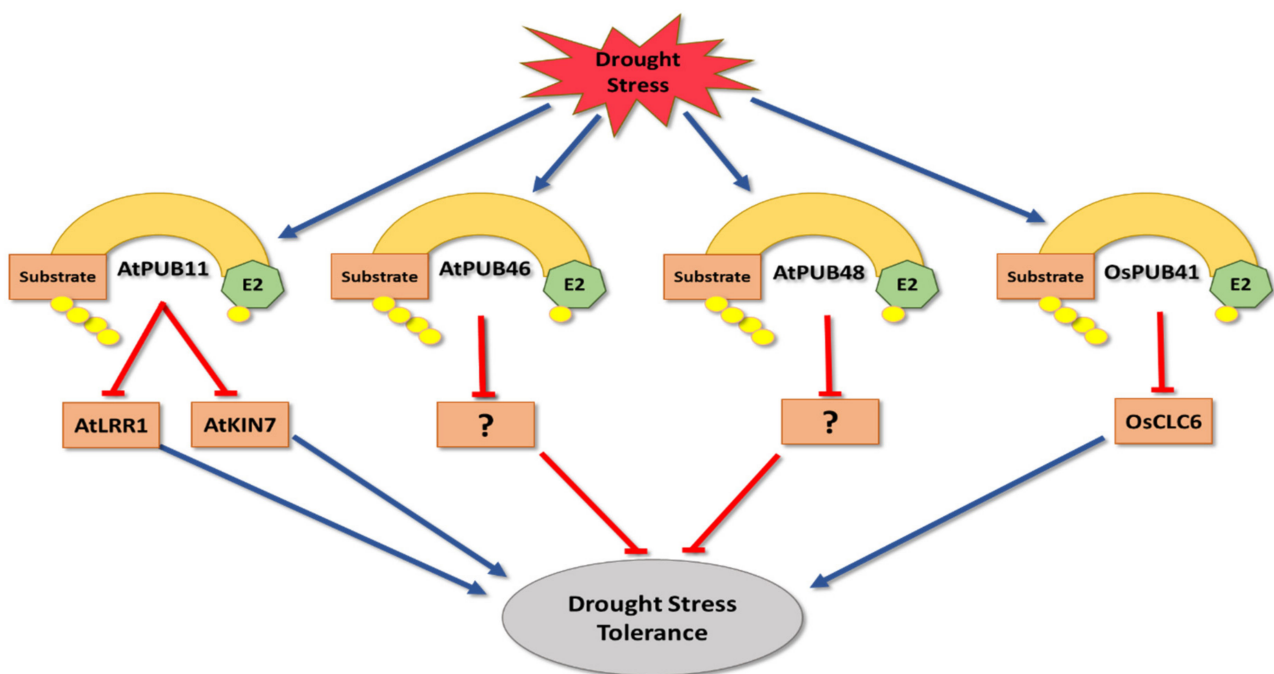 Drought
Stress
Substrate
AtPUB11
E2
Substrate
AtPUB46
E2
Substrate
AtPUB48
E2
Substrate
OsPUB41
E2
AtLRR1
AtKIN7
?
?
OsCLC6
Drought Stress
Tolerance